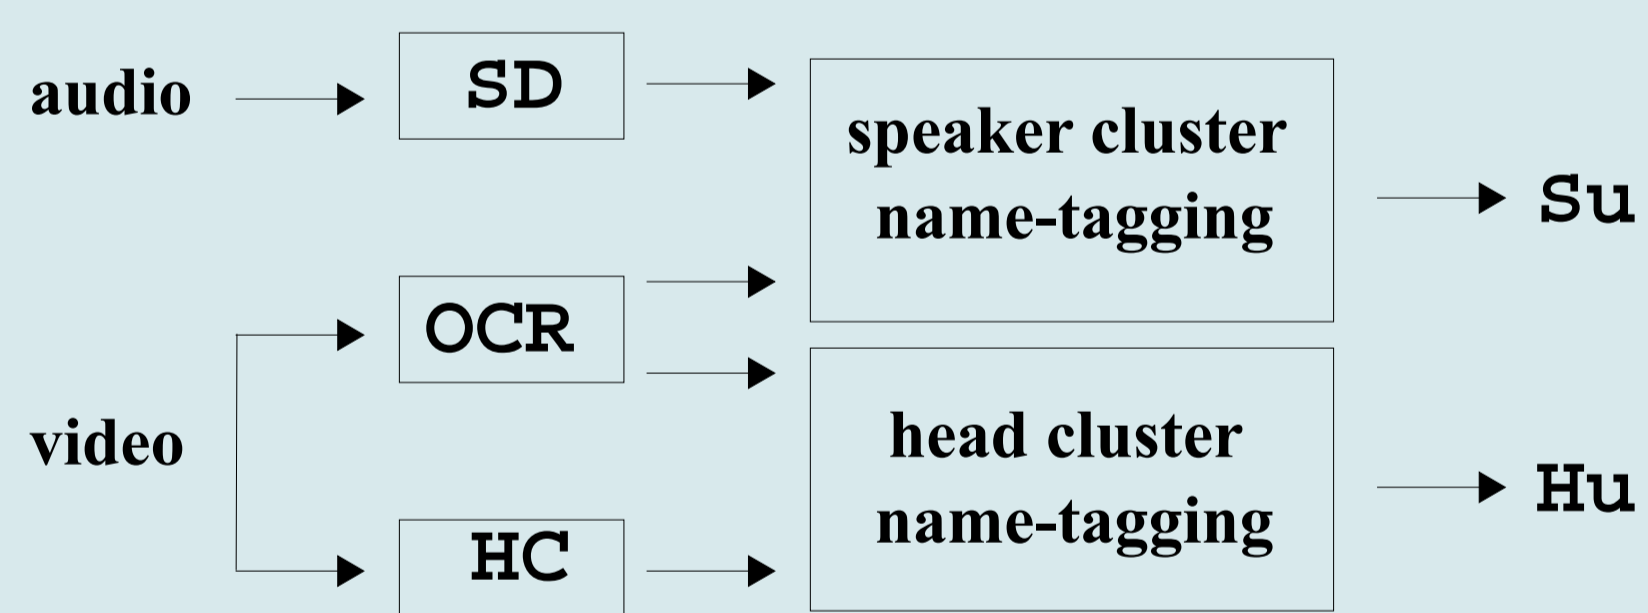 audio
SD
speaker cluster
name-tagging
Su
OCR
video
head cluster
name-tagging
Hu
HC